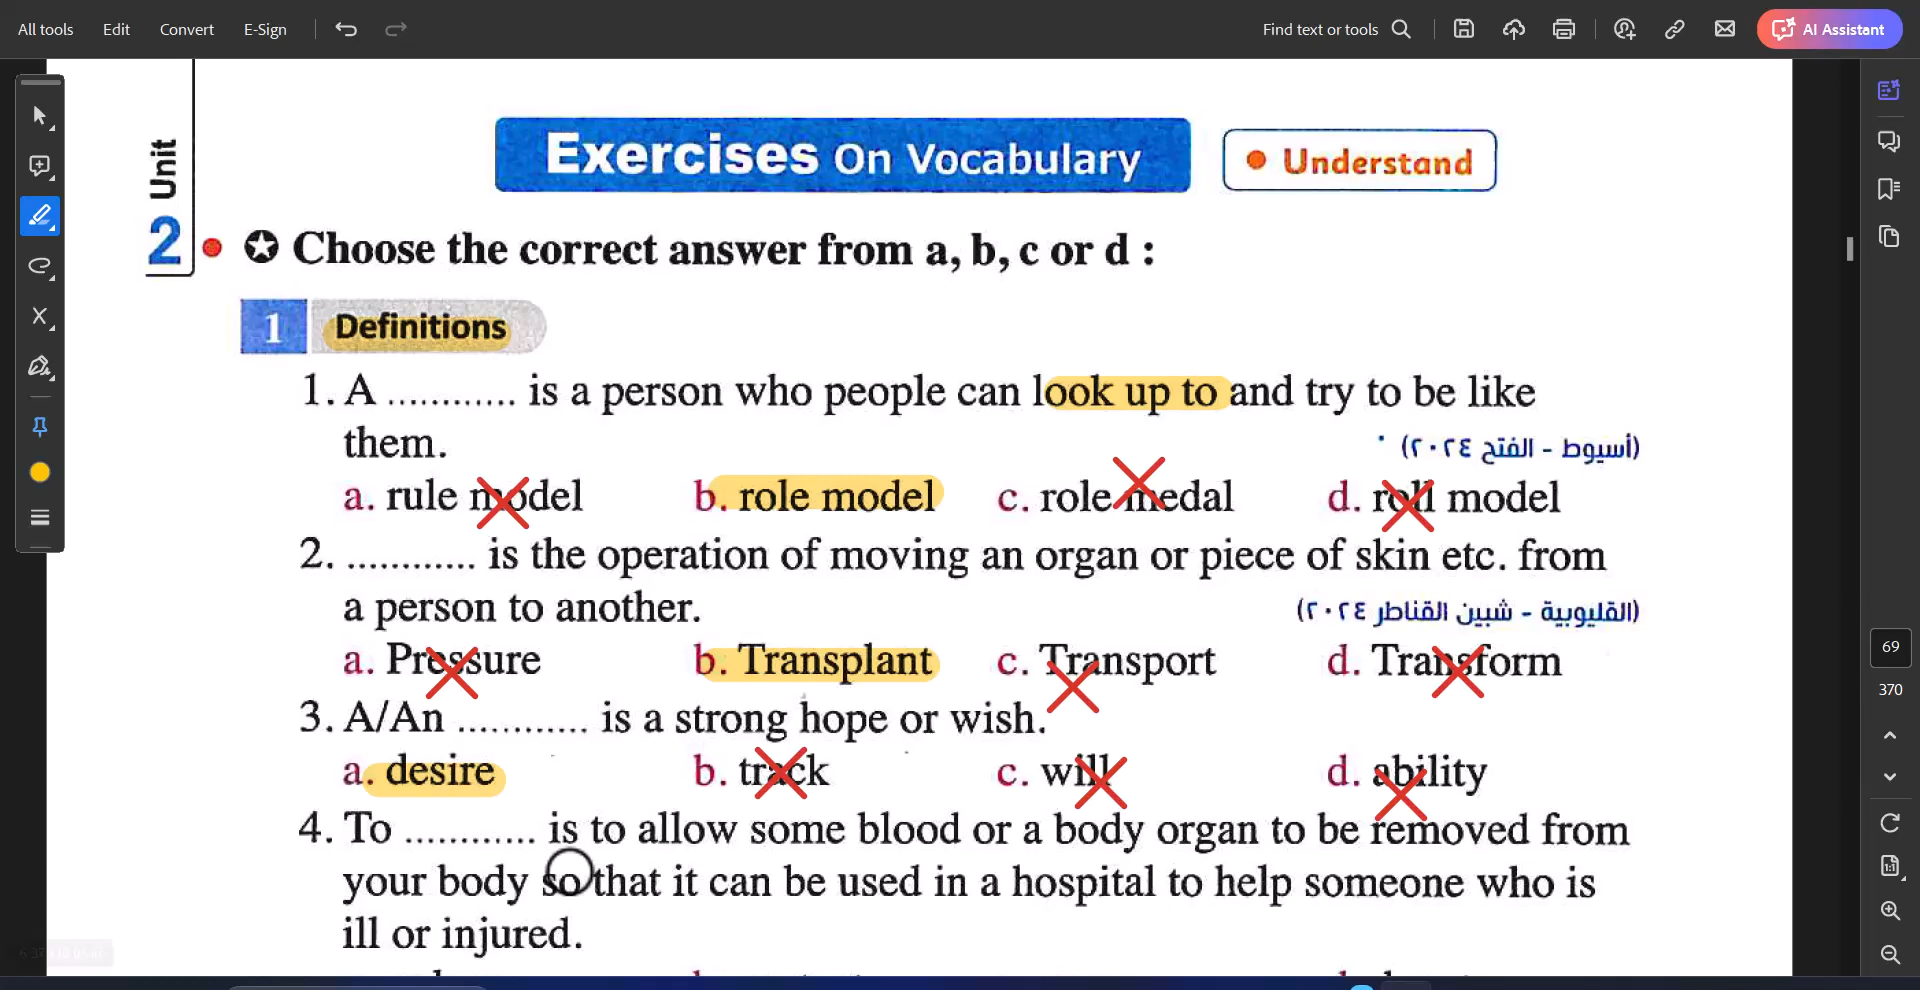 All tools Edit Convert E-Sign Find text or tools AI Assistant
Unit
2
Exercises On Vocabulary
Understand
Choose the correct answer from a, b, c or d :
1 Definitions
1. A ............ is a person who people can look up to and try to be like
them. (أسيوط - الفتح ٢٠٢٤)
a. rule model b. role model c. role medal d. roll model
2. ............ is the operation of moving an organ or piece of skin etc. from
a person to another. (القليوبية - شبين القناطر ٢٠٢٤)
a. Pressure b. Transplant c. Transport d. Transform
3. A/An ............ is a strong hope or wish.
a. desire b. track c. will d. ability
4. To ............ is to allow some blood or a body organ to be removed from
your body so that it can be used in a hospital to help someone who is
ill or injured.
69
370